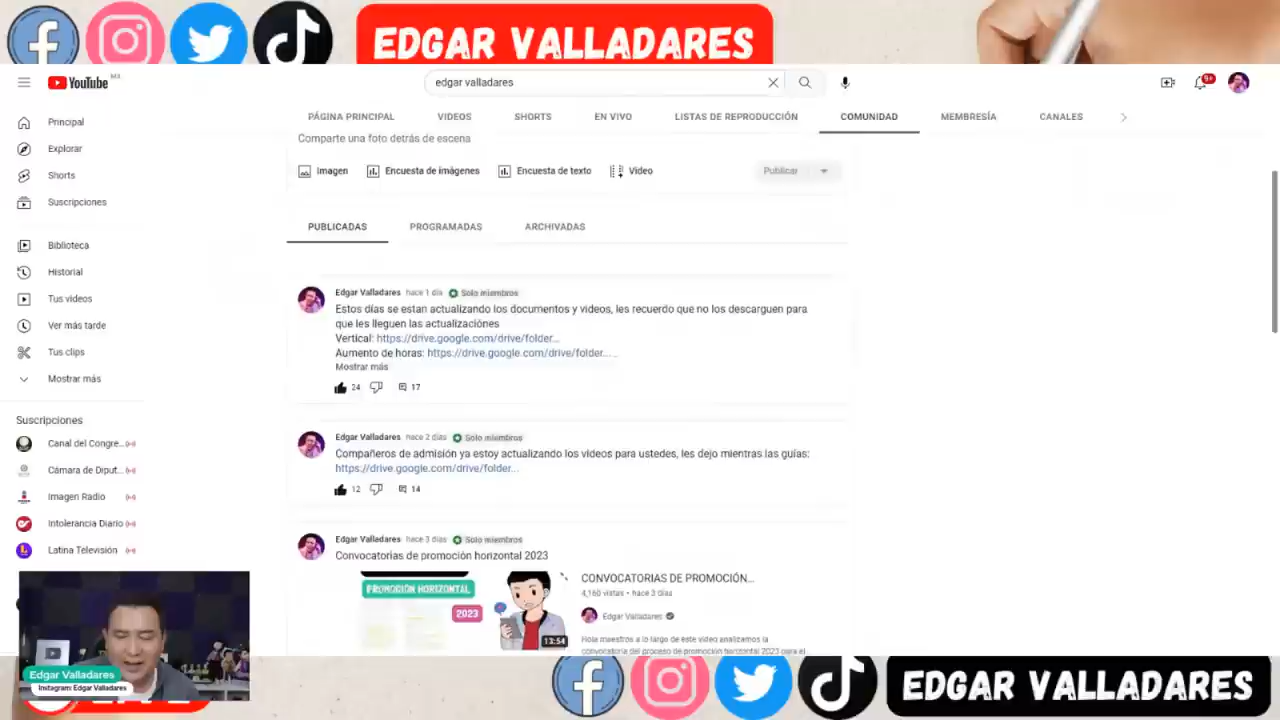 EDGAR VALLADARES
YouTube MX
edgar valladares
9+
PÁGINA PRINCIPAL VIDEOS SHORTS EN VIVO LISTAS DE REPRODUCCIÓN COMUNIDAD MEMBRESÍA CANALES
Comparte una foto detrás de escena
Imagen Encuesta de imágenes Encuesta de texto Video Publicar
PUBLICADAS PROGRAMADAS ARCHIVADAS
Principal
Explorar
Shorts
Suscripciones
Biblioteca
Historial
Tus videos
Ver más tarde
Tus clips
Mostrar más
Suscripciones
Canal del Congre...
Cámara de Diput...
Imagen Radio
Intolerancia Diario
Latina Televisión
Edgar Valladares hace 1 día Solo miembros
Estos días se estan actualizando los documentos y videos, les recuerdo que no los descarguen para
que les lleguen las actualizaciónes
Vertical: https://drive.google.com/drive/folder...
Aumento de horas: https://drive.google.com/drive/folder... ...
Mostrar más
24 17
Edgar Valladares hace 2 días Solo miembros
Compañeros de admisión ya estoy actualizando los videos para ustedes, les dejo mientras las guías:
https://drive.google.com/drive/folder...
12 14
Edgar Valladares hace 3 días Solo miembros
Convocatorias de promoción horizontal 2023
PROMOCIÓN HORIZONTAL
2023
13:54
CONVOCATORIAS DE PROMOCIÓN...
4,160 vistas • hace 3 días
Edgar Valladares
Hola maestros a lo largo de este video analizamos la
convocatoria del proceso de promoción horizontal 2023 para el
Edgar Valladares
Instagram: Edgar Valladares
EDGAR VALLADARES